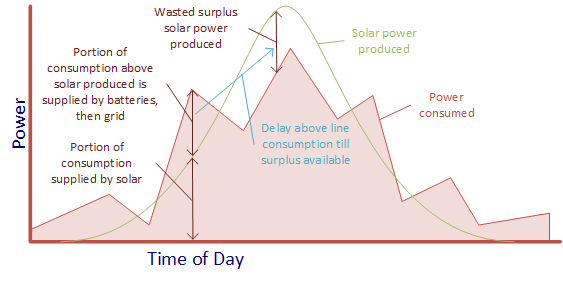 Wasted surplus
solar power
produced
Solar power
produced
Portion of
consumption above
solar produced is
supplied by batteries,
then grid
Power
consumed
Power
Delay above line
consumption till
surplus available
Portion of
consumption
supplied by solar
Time of Day